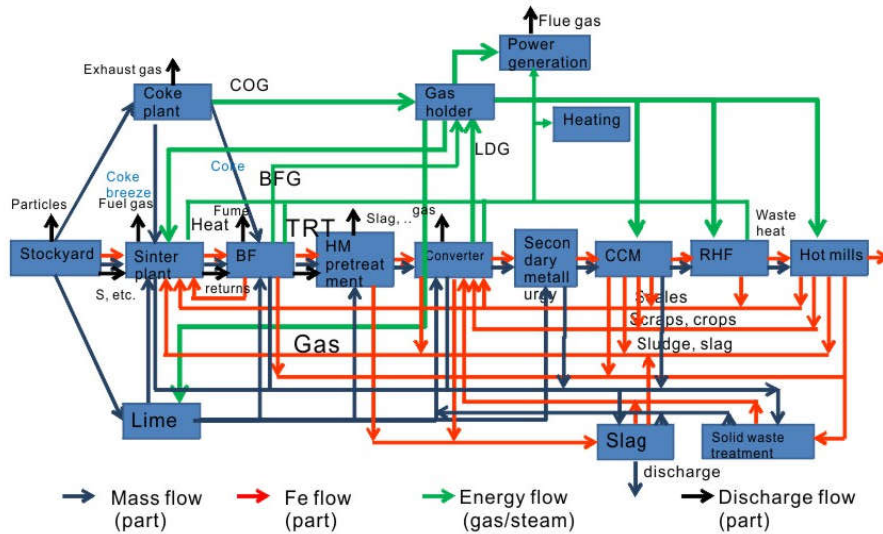 Flue gas
Power
generation
Exhaust gas
COG
Coke
plant
Gas
holder
Heating
LDG
Coke
Coke
breeze
BFG
Particles
Fuel gas
Fume
Slag, ..
gas
Heat
TRT
Waste
heat
Stockyard
Sinter
plant
BF
HM
pretreat
ment
Converter
Secon
dary
metall
urgy
CCM
RHF
Hot mills
S, etc.
returns
Scales
Scraps, crops
Gas
Sludge, slag
Lime
Slag
Solid waste
treatment
discharge
Mass flow
(part)
Fe flow
(part)
Energy flow
(gas/steam)
Discharge flow
(part)